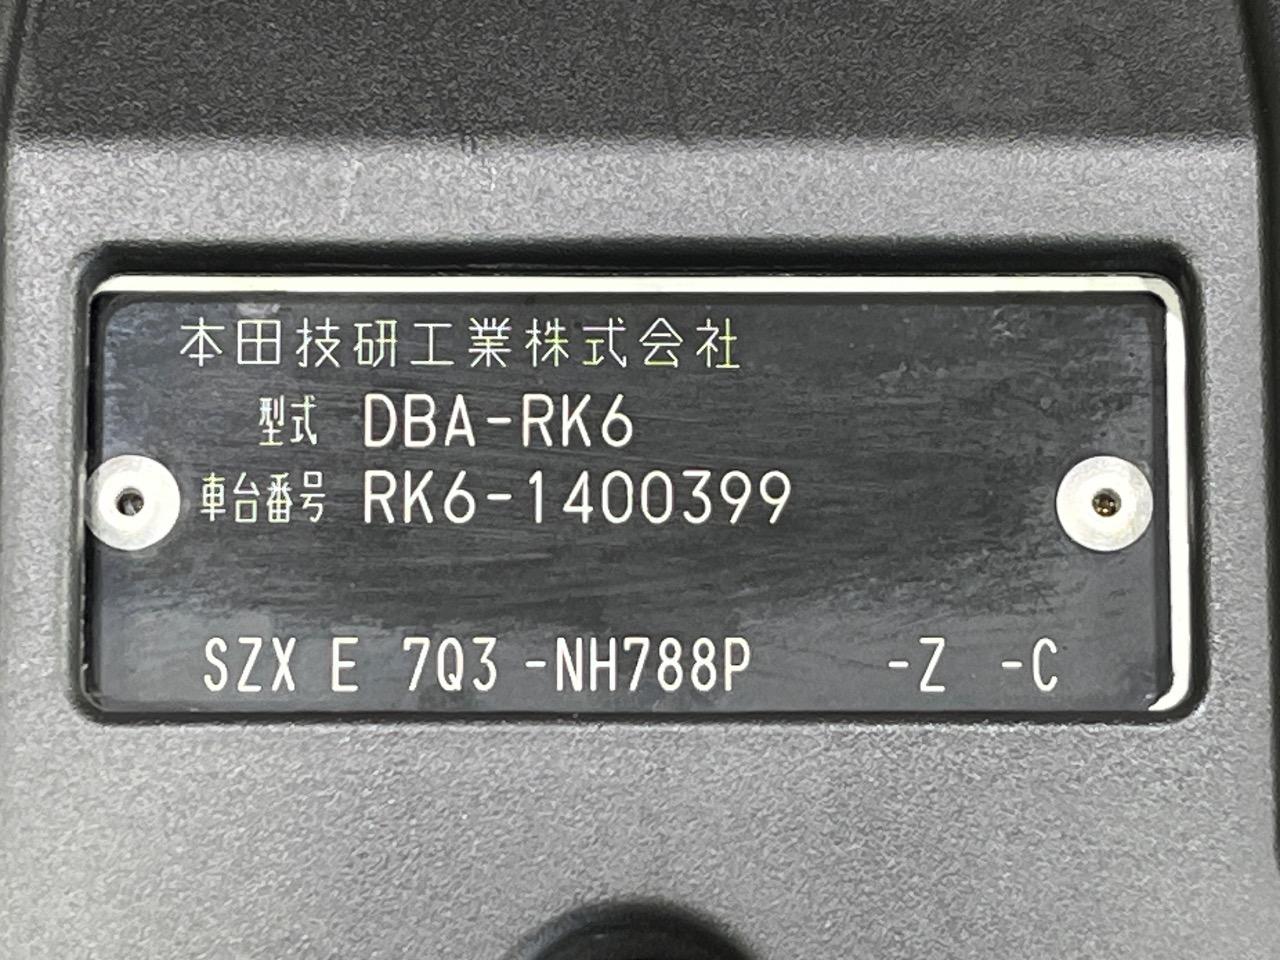 本田技研工業株式会社
型式 DBA-RK6
車台番号 RK6-1400399
SZX E 7Q3 -NH788P -Z -C